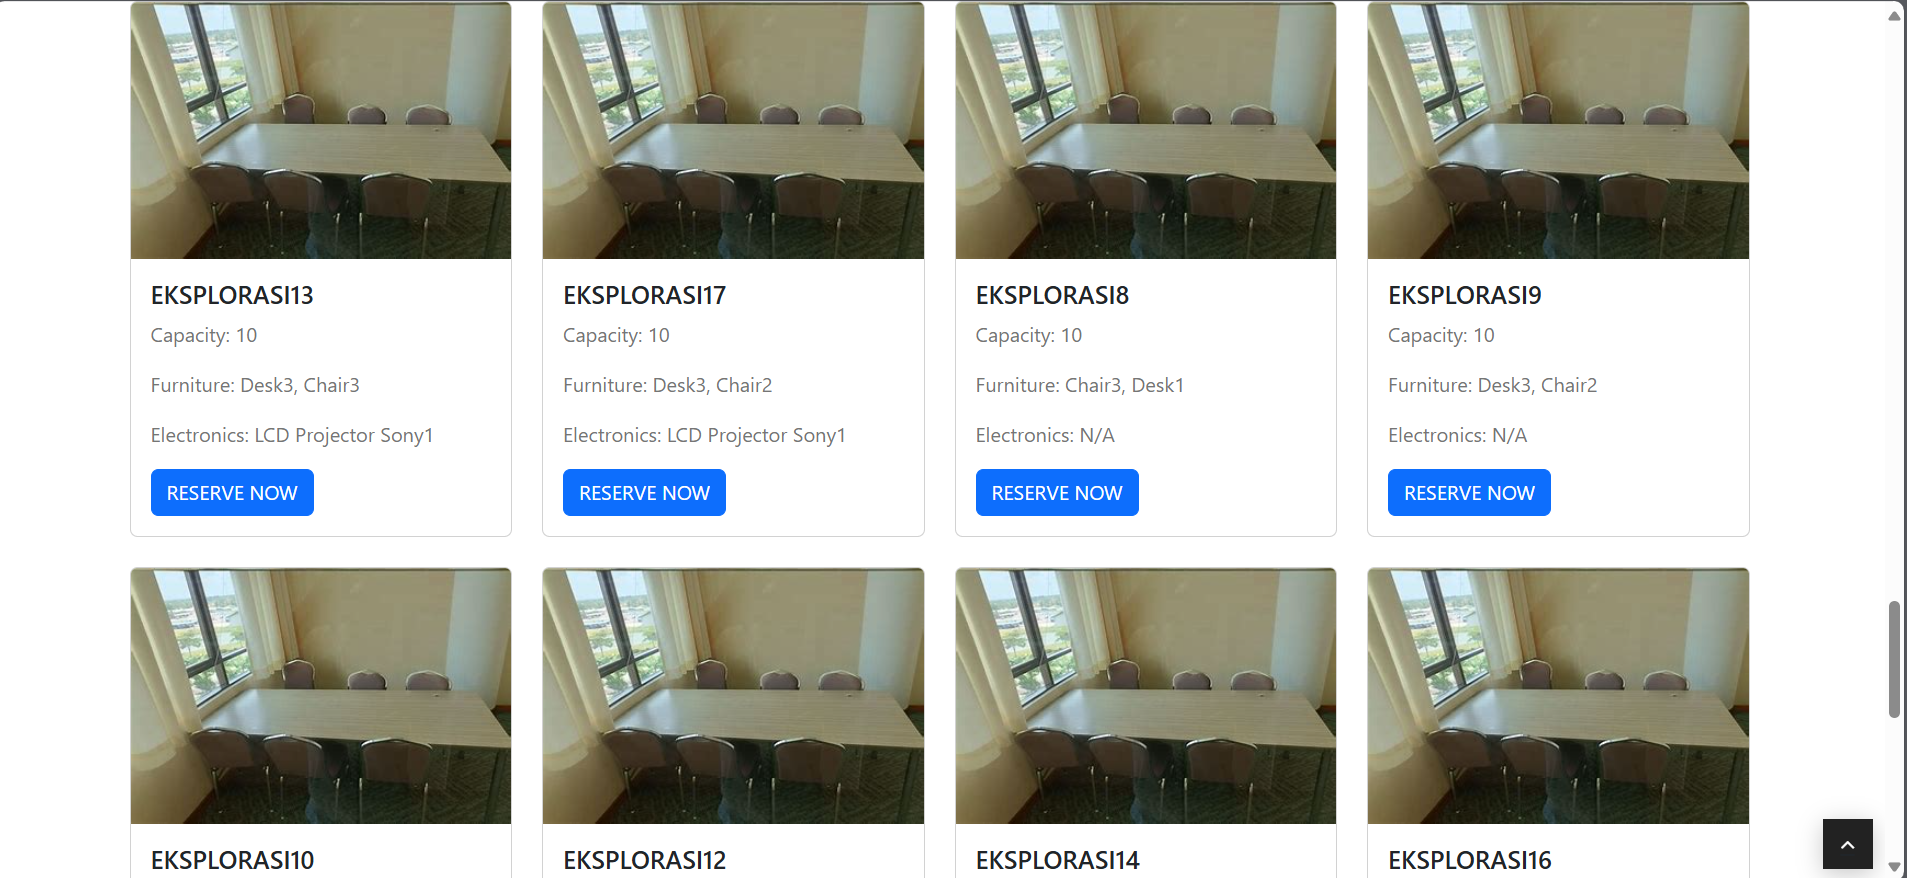 EKSPLORASI13
Capacity: 10
Furniture: Desk3, Chair3
Electronics: LCD Projector Sony1
RESERVE NOW
EKSPLORASI17
Capacity: 10
Furniture: Desk3, Chair2
Electronics: LCD Projector Sony1
RESERVE NOW
EKSPLORASI8
Capacity: 10
Furniture: Chair3, Desk1
Electronics: N/A
RESERVE NOW
EKSPLORASI9
Capacity: 10
Furniture: Desk3, Chair2
Electronics: N/A
RESERVE NOW
EKSPLORASI10
EKSPLORASI12
EKSPLORASI14
EKSPLORASI16